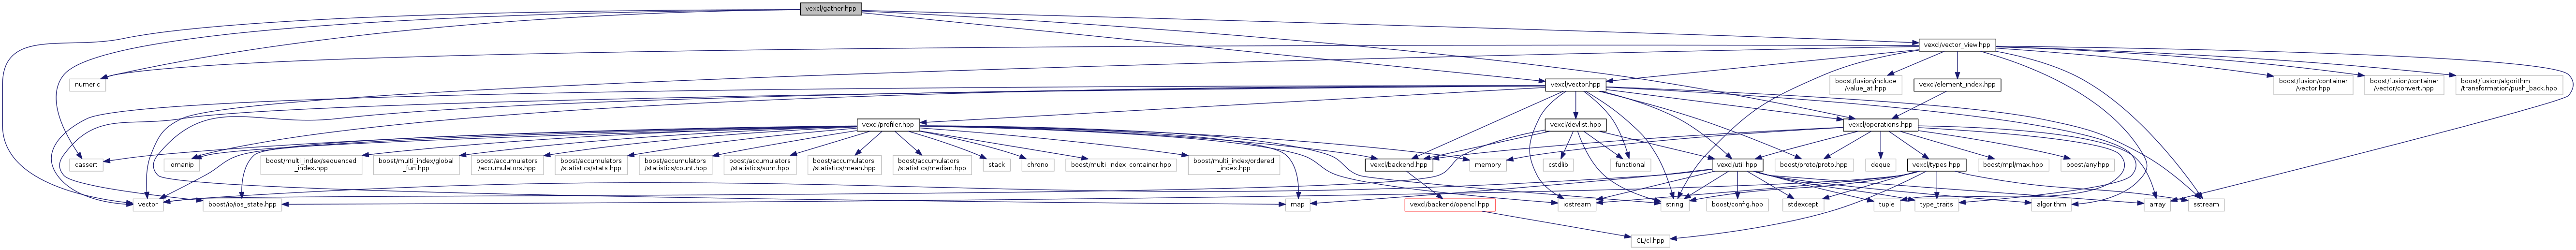 vexcl/gather.hpp
vexcl/vector_view.hpp
numeric
vexcl/vector.hpp
boost/fusion/include
/value_at.hpp
vexcl/element_index.hpp
boost/fusion/container
/vector.hpp
boost/fusion/container
/vector/convert.hpp
boost/fusion/algorithm
/transformation/push_back.hpp
vexcl/profiler.hpp
vexcl/devlist.hpp
vexcl/operations.hpp
cassert
iomanip
boost/multi_index/sequenced
_index.hpp
boost/multi_index/global
_fun.hpp
boost/accumulators
/accumulators.hpp
boost/accumulators
/statistics/stats.hpp
boost/accumulators
/statistics/count.hpp
boost/accumulators
/statistics/sum.hpp
boost/accumulators
/statistics/mean.hpp
boost/accumulators
/statistics/median.hpp
stack
chrono
boost/multi_index_container.hpp
boost/multi_index/ordered
_index.hpp
vexcl/backend.hpp
memory
cstdlib
functional
vexcl/util.hpp
boost/proto/proto.hpp
deque
vexcl/types.hpp
boost/mpl/max.hpp
boost/any.hpp
vector
boost/io/ios_state.hpp
map
vexcl/backend/opencl.hpp
iostream
string
boost/config.hpp
stdexcept
tuple
type_traits
algorithm
array
sstream
CL/cl.hpp